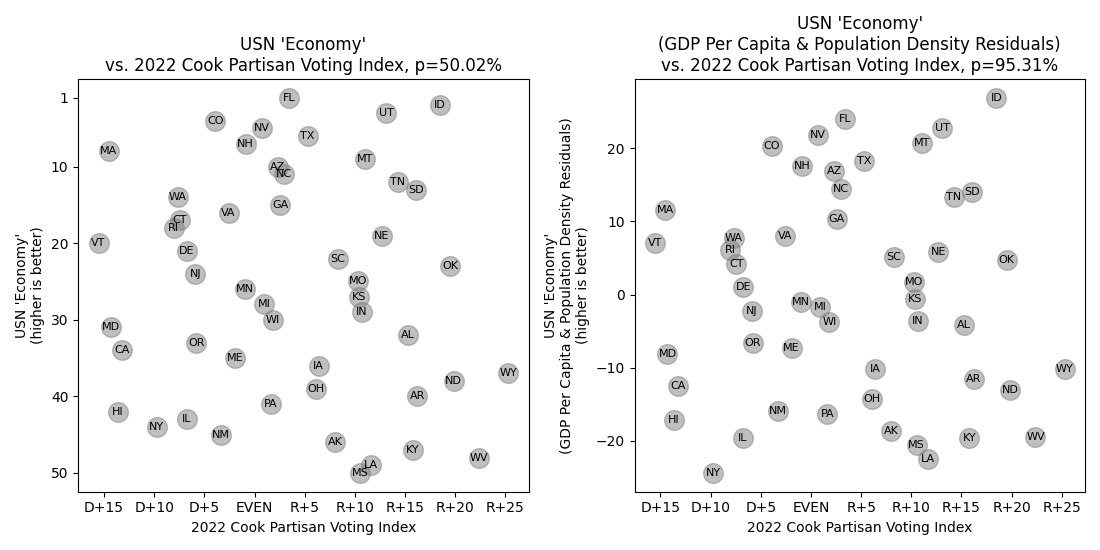 USN 'Economy'
vs. 2022 Cook Partisan Voting Index, p=50.02%
USN 'Economy'
(higher is better)
1
10
20
30
40
50
FL
ID
UT
CO
NV
TX
NH
MA
MT
AZ
NC
TN
SD
WA
GA
VA
CT
RI
NE
VT
DE
SC
OK
NJ
MO
MN
KS
MI
IN
WI
MD
AL
OR
CA
ME
IA
WY
ND
OH
AR
PA
HI
IL
NY
NM
AK
KY
WV
LA
MS
D+15 D+10 D+5 EVEN R+5 R+10 R+15 R+20 R+25
2022 Cook Partisan Voting Index
USN 'Economy'
(GDP Per Capita & Population Density Residuals)
vs. 2022 Cook Partisan Voting Index, p=95.31%
USN 'Economy'
(GDP Per Capita & Population Density Residuals)
(higher is better)
20
10
0
−10
−20
ID
FL
UT
NV
MT
CO
TX
NH
AZ
NC
SD
TN
MA
GA
VA
WA
VT
RI
NE
SC
OK
CT
MO
DE
KS
MN
MI
NJ
IN
WI
AL
OR
ME
MD
IA
WY
AR
CA
ND
OH
NM
PA
HI
AK
WV
KY
IL
MS
LA
NY
D+15 D+10 D+5 EVEN R+5 R+10 R+15 R+20 R+25
2022 Cook Partisan Voting Index